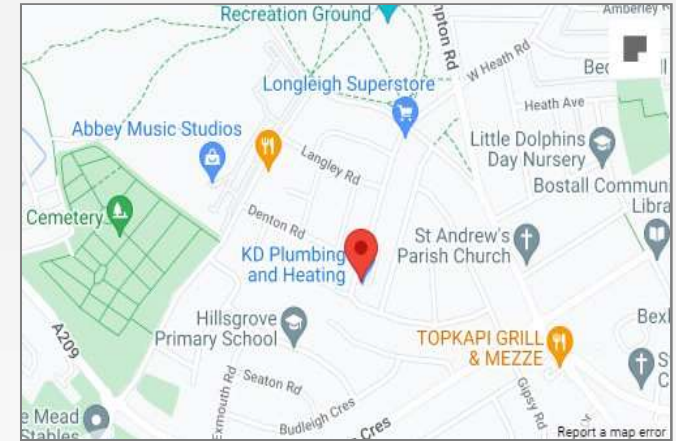 Recreation Ground
Amberley R
mpton Rd
W Heath Rd
Longleigh Superstore
Heath Ave
Abbey Music Studios
Little Dolphins
Day Nursery
Langley Rd
Bostall Commun
Libra
Cemetery
Denton Rd
KD Plumbing
and Heating
St Andrew's
Parish Church
Hillsgrove
Primary School
A209
TOPKAPI GRILL
& MEZZE
Bexl
Seaton Rd
Exmouth Rd
Gipsy Rd
Budleigh Cres
Cres
e Mead
Stables
Report a map error